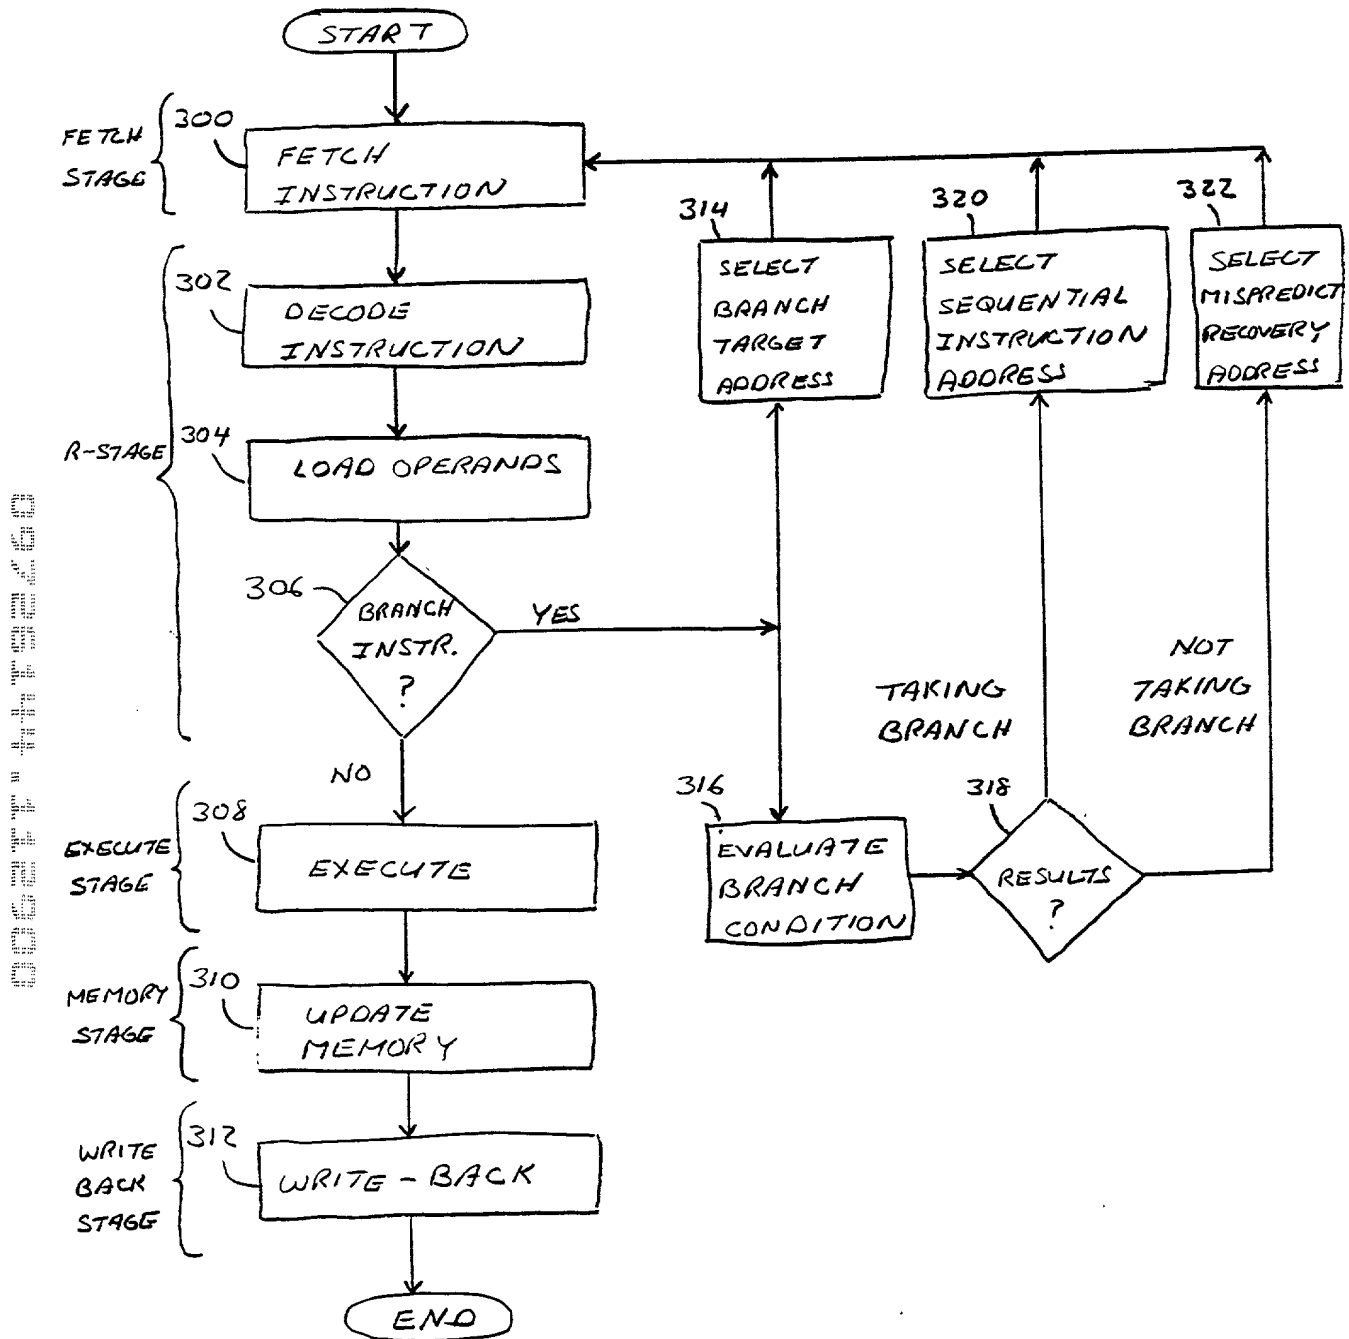 START
FETCH
STAGE
300
FETCH
INSTRUCTION
302
DECODE
INSTRUCTION
R-STAGE
304
LOAD OPERANDS
306
BRANCH
INSTR.
?
YES
NO
EXECUTE
STAGE
308
EXECUTE
MEMORY
STAGE
310
UPDATE
MEMORY
WRITE
BACK
STAGE
312
WRITE - BACK
END
314
SELECT
BRANCH
TARGET
ADDRESS
320
SELECT
SEQUENTIAL
INSTRUCTION
ADDRESS
322
SELECT
MISPREDICT
RECOVERY
ADDRESS
TAKING
BRANCH
NOT
TAKING
BRANCH
316
EVALUATE
BRANCH
CONDITION
318
RESULTS
?